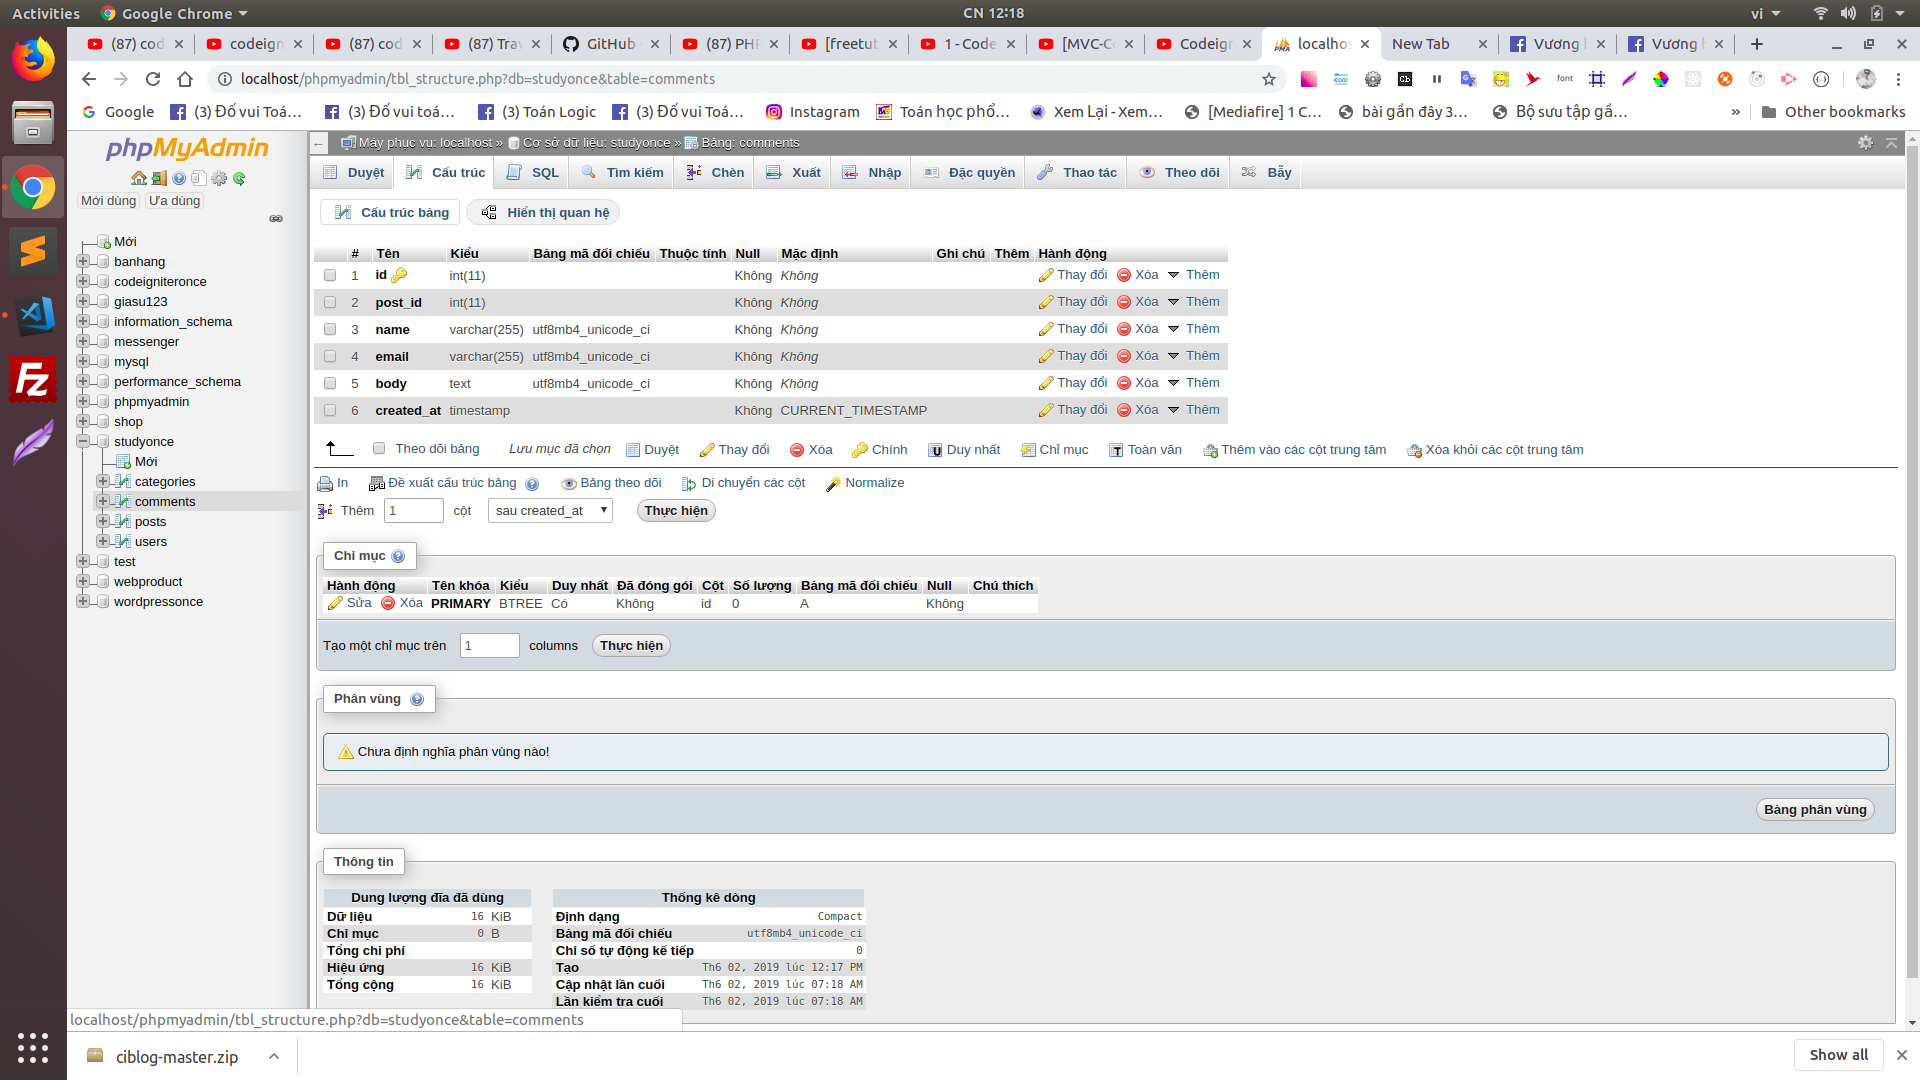 Activities
Google Chrome
CN 12:18
vi
(87) cod
codeign
(87) cod
(87) Trav
GitHub -
(87) PHP
[freetut
1 - Code
[MVC-Co
Codeign
localhos
New Tab
Vương h
Vương h
localhost/phpmyadmin/tbl_structure.php?db=studyonce&table=comments
Google
(3) Đố vui Toá...
(3) Đố vui toá...
(3) Toán Logic
(3) Đố vui Toá...
Instagram
Toán học phổ...
Xem Lại - Xem...
[Mediafire] 1 C...
bài gần đây 3...
Bộ sưu tập gầ...
»
Other bookmarks
phpMyAdmin
Mới dùng
Ưa dùng
Mới
banhang
codeigniteronce
giasu123
information_schema
messenger
mysql
performance_schema
phpmyadmin
shop
studyonce
Mới
categories
comments
posts
users
test
webproduct
wordpressonce
Máy phục vụ: localhost » Cơ sở dữ liệu: studyonce » Bảng: comments
Duyệt
Cấu trúc
SQL
Tìm kiếm
Chèn
Xuất
Nhập
Đặc quyền
Thao tác
Theo dõi
Bẫy
Cấu trúc bảng
Hiển thị quan hệ
# Tên Kiểu Bảng mã đối chiếu Thuộc tính Null Mặc định Ghi chú Thêm Hành động
1 id int(11) Không Không Thay đổi Xóa Thêm
2 post_id int(11) Không Không Thay đổi Xóa Thêm
3 name varchar(255) utf8mb4_unicode_ci Không Không Thay đổi Xóa Thêm
4 email varchar(255) utf8mb4_unicode_ci Không Không Thay đổi Xóa Thêm
5 body text utf8mb4_unicode_ci Không Không Thay đổi Xóa Thêm
6 created_at timestamp Không CURRENT_TIMESTAMP Thay đổi Xóa Thêm
Theo dõi bảng Lưu mục đã chọn Duyệt Thay đổi Xóa Chính Duy nhất Chỉ mục Toàn văn Thêm vào các cột trung tâm Xóa khỏi các cột trung tâm
In Đề xuất cấu trúc bảng Bảng theo dõi Di chuyển các cột Normalize
Thêm 1 cột sau created_at Thực hiện
Chỉ mục
Hành động Tên khóa Kiểu Duy nhất Đã đóng gói Cột Số lượng Bảng mã đối chiếu Null Chú thích
Sửa Xóa PRIMARY BTREE Có Không id 0 A Không
Tạo một chỉ mục trên 1 columns Thực hiện
Phân vùng
Chưa định nghĩa phân vùng nào!
Bảng phân vùng
Thông tin
Dung lượng đĩa đã dùng
Dữ liệu 16 KiB
Chỉ mục 0 B
Tổng chi phí
Hiệu ứng 16 KiB
Tổng cộng 16 KiB
Thống kê dòng
Định dạng Compact
Bảng mã đối chiếu utf8mb4_unicode_ci
Chỉ số tự động kế tiếp 0
Tạo Th6 02, 2019 lúc 12:17 PM
Cập nhật lần cuối Th6 02, 2019 lúc 07:18 AM
Lần kiểm tra cuối Th6 02, 2019 lúc 07:18 AM
localhost/phpmyadmin/tbl_structure.php?db=studyonce&table=comments
ciblog-master.zip
Show all